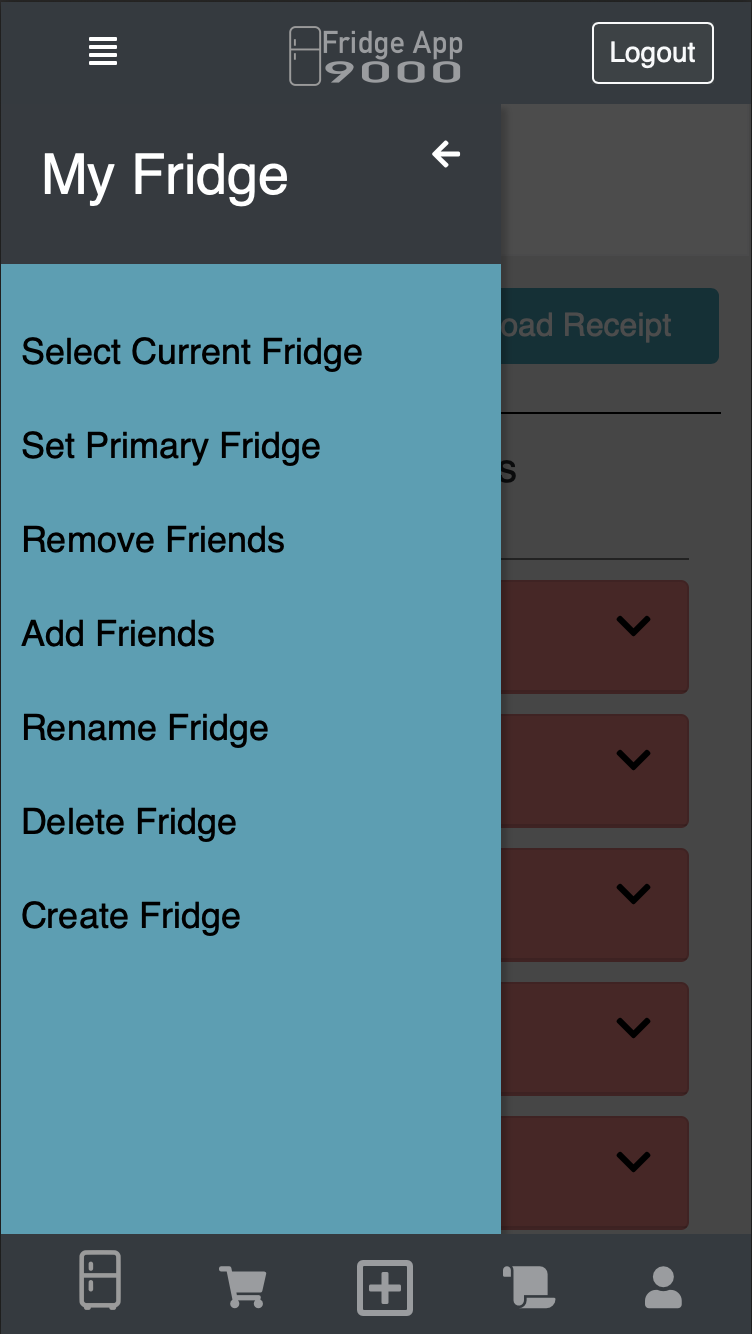 Fridge App
9000
Logout
My Fridge
oad Receipt
Select Current Fridge
Set Primary Fridge
s
Remove Friends
Add Friends
Rename Fridge
Delete Fridge
Create Fridge